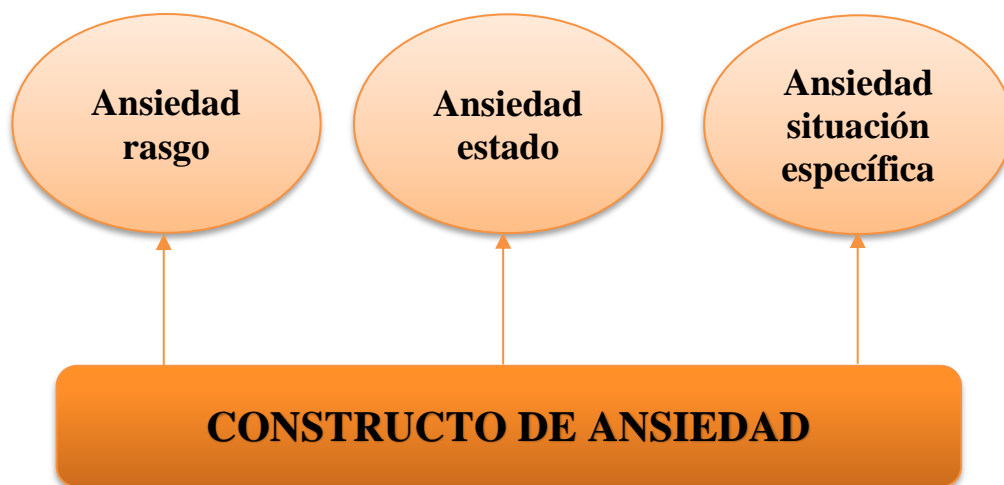 Ansiedad
rasgo
Ansiedad
estado
Ansiedad
situación
específica
CONSTRUCTO DE ANSIEDAD